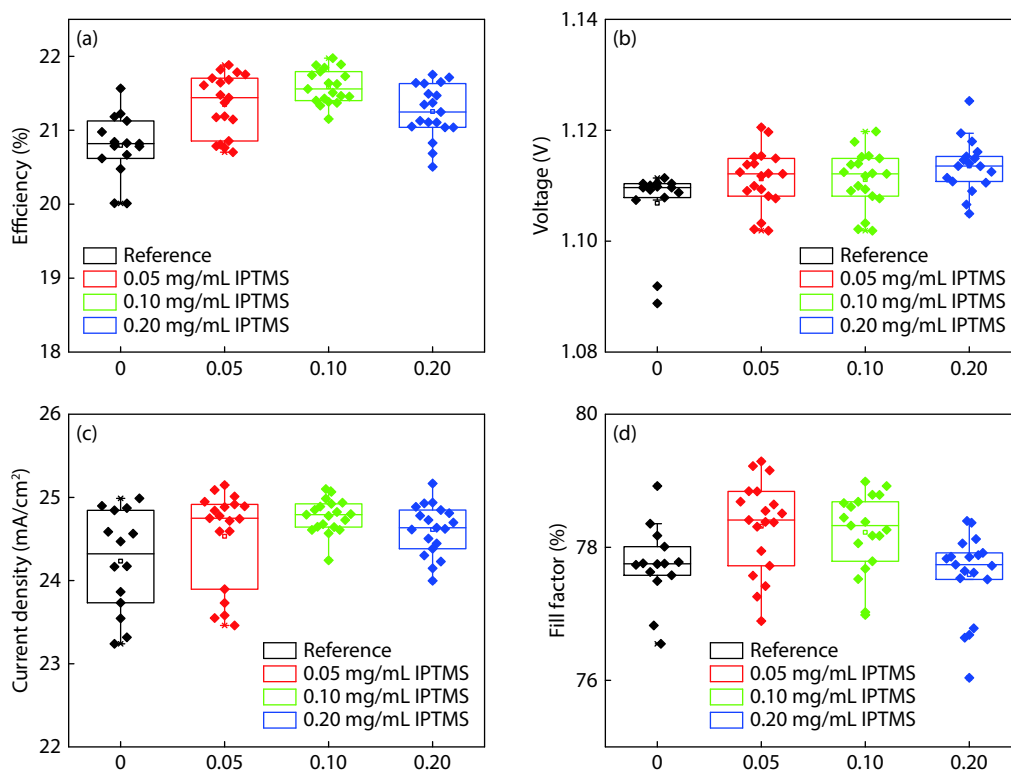 (a)
Efficiency (%)
22
21
20
19
18
Reference
0.05 mg/mL IPTMS
0.10 mg/mL IPTMS
0.20 mg/mL IPTMS
0
0.05
0.10
0.20
(b)
Voltage (V)
1.14
1.12
1.10
1.08
Reference
0.05 mg/mL IPTMS
0.10 mg/mL IPTMS
0.20 mg/mL IPTMS
0
0.05
0.10
0.20
(c)
Current density (mA/cm²)
26
25
24
23
22
Reference
0.05 mg/mL IPTMS
0.10 mg/mL IPTMS
0.20 mg/mL IPTMS
0
0.05
0.10
0.20
(d)
Fill factor (%)
80
78
76
Reference
0.05 mg/mL IPTMS
0.10 mg/mL IPTMS
0.20 mg/mL IPTMS
0
0.05
0.10
0.20